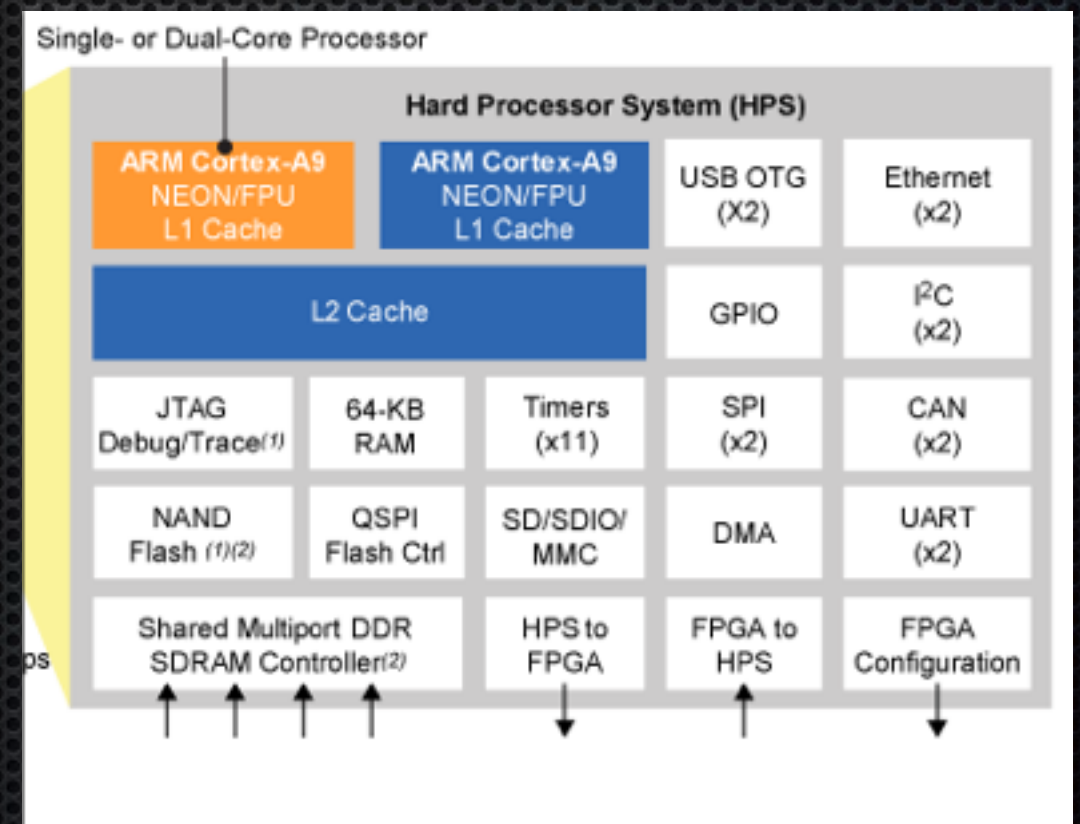 Single- or Dual-Core Processor
Hard Processor System (HPS)
ARM Cortex-A9
NEON/FPU
L1 Cache
ARM Cortex-A9
NEON/FPU
L1 Cache
USB OTG
(X2)
Ethernet
(x2)
L2 Cache
GPIO
I²C
(x2)
JTAG
Debug/Trace(1)
64-KB
RAM
Timers
(x11)
SPI
(x2)
CAN
(x2)
NAND
Flash (1)(2)
QSPI
Flash Ctrl
SD/SDIO/
MMC
DMA
UART
(x2)
Shared Multiport DDR
SDRAM Controller(2)
HPS to
FPGA
FPGA to
HPS
FPGA
Configuration
ps